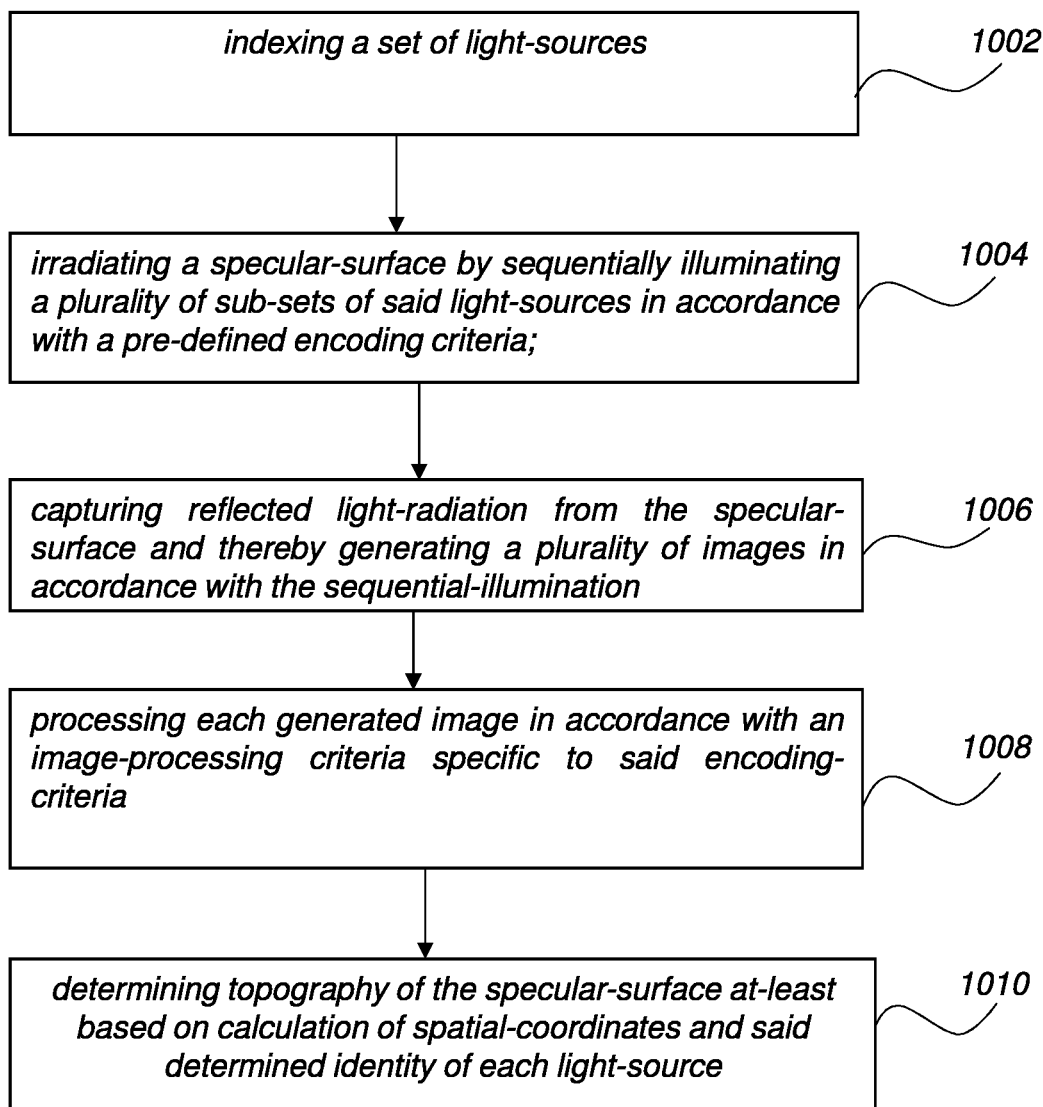 indexing a set of light-sources
1002
irradiating a specular-surface by sequentially illuminating
a plurality of sub-sets of said light-sources in accordance
with a pre-defined encoding criteria;
1004
capturing reflected light-radiation from the specular-
surface and thereby generating a plurality of images in
accordance with the sequential-illumination
1006
processing each generated image in accordance with an
image-processing criteria specific to said encoding-
criteria
1008
determining topography of the specular-surface at-least
based on calculation of spatial-coordinates and said
determined identity of each light-source
1010